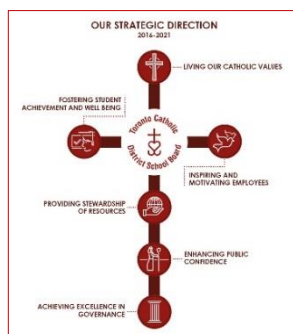 OUR STRATEGIC DIRECTION
2016-2021
LIVING OUR CATHOLIC VALUES
FOSTERING STUDENT
ACHIEVEMENT AND WELL BEING
Toronto Catholic
District School Board
INSPIRING AND
MOTIVATING EMPLOYEES
PROVIDING STEWARDSHIP
OF RESOURCES
ENHANCING PUBLIC
CONFIDENCE
ACHIEVING EXCELLENCE IN
GOVERNANCE